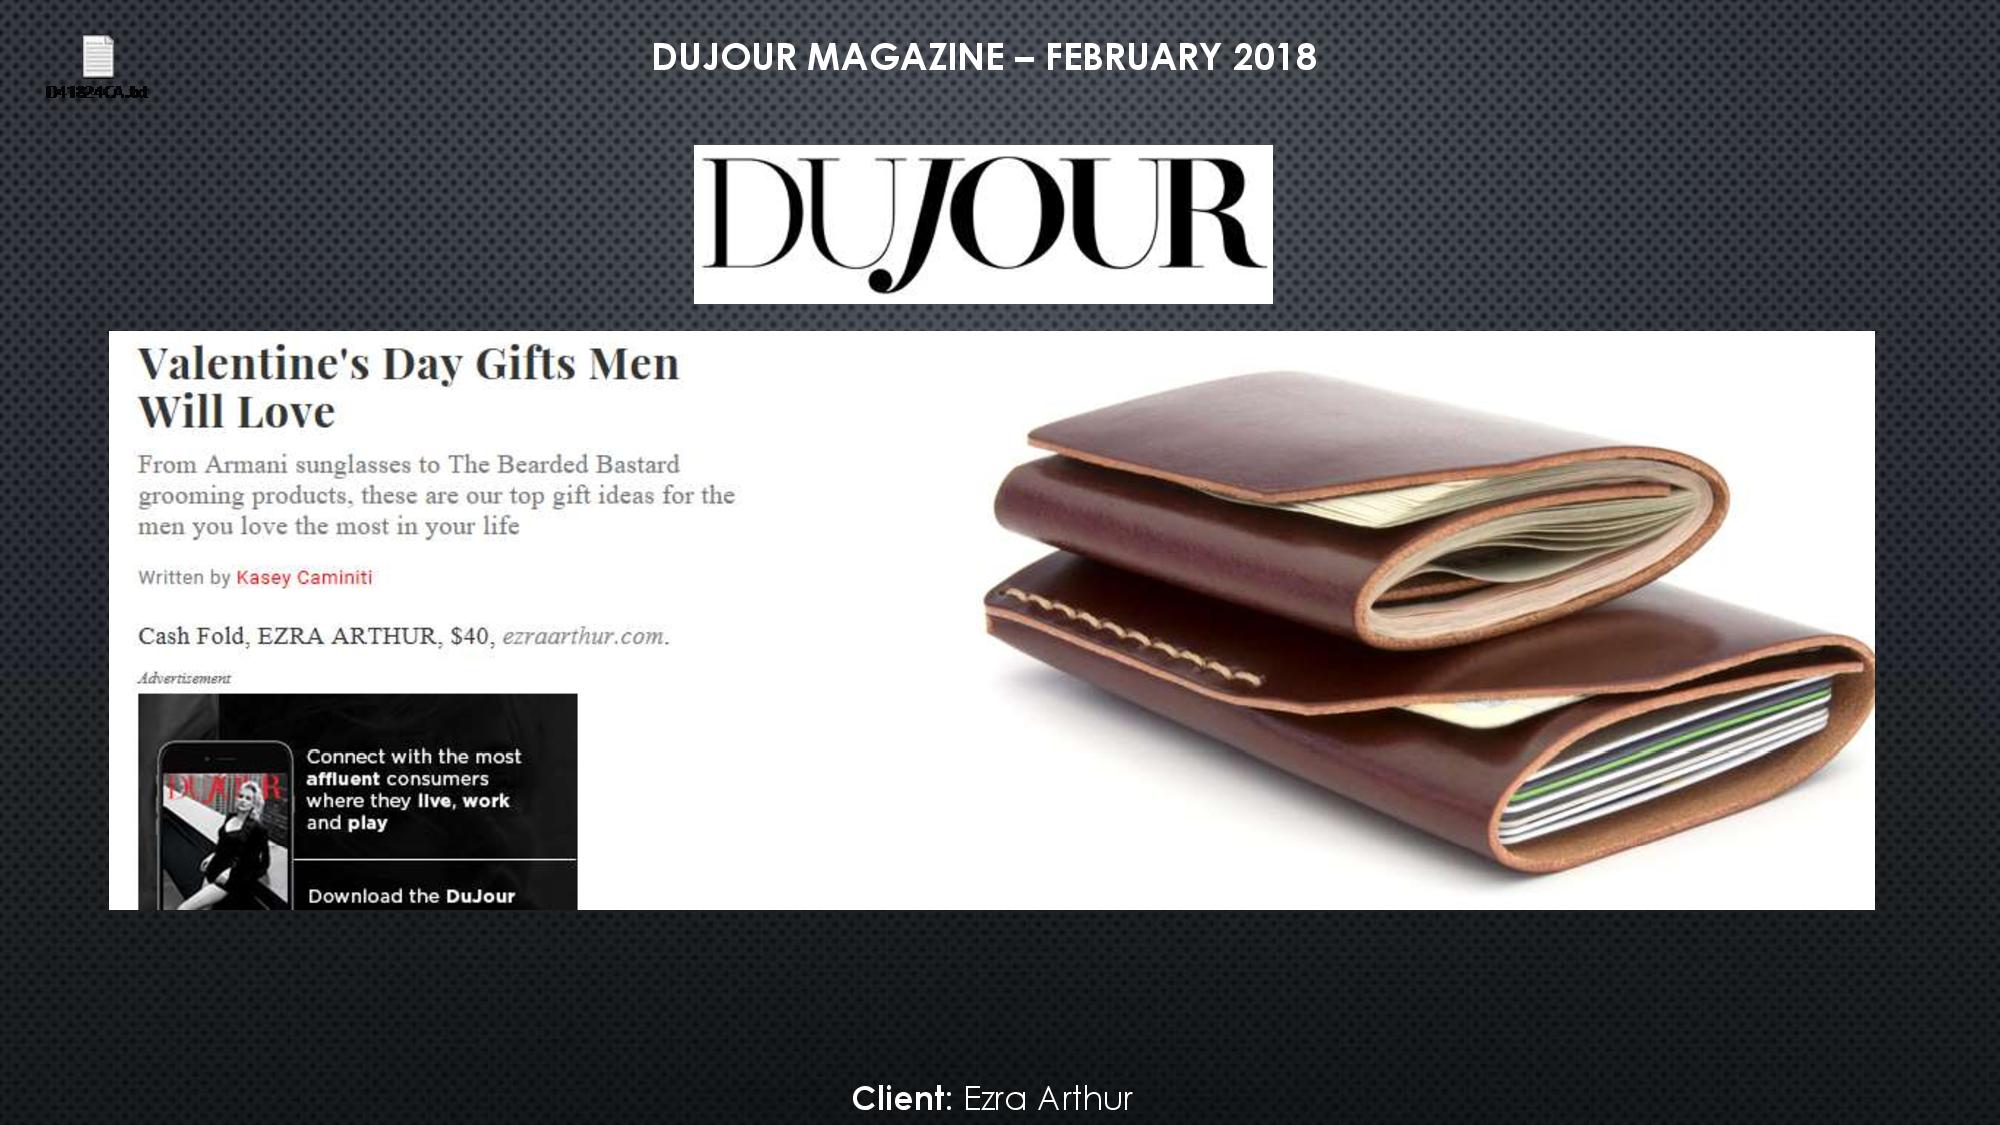 DUJOUR MAGAZINE – FEBRUARY 2018
DUJOUR
Valentine's Day Gifts Men
Will Love
From Armani sunglasses to The Bearded Bastard
grooming products, these are our top gift ideas for the
men you love the most in your life
Written by Kasey Caminiti
Cash Fold, EZRA ARTHUR, $40, ezraarthur.com.
Advertisement
DUJOUR
Connect with the most
affluent consumers
where they live, work
and play
Download the DuJour
Client: Ezra Arthur